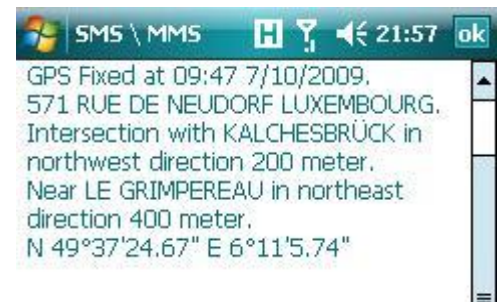 SMS \ MMS H 21:57 ok
GPS Fixed at 09:47 7/10/2009.
571 RUE DE NEUDORF LUXEMBOURG.
Intersection with KALCHESBRÜCK in
northwest direction 200 meter.
Near LE GRIMPEREAU in northeast
direction 400 meter.
N 49°37'24.67" E 6°11'5.74"